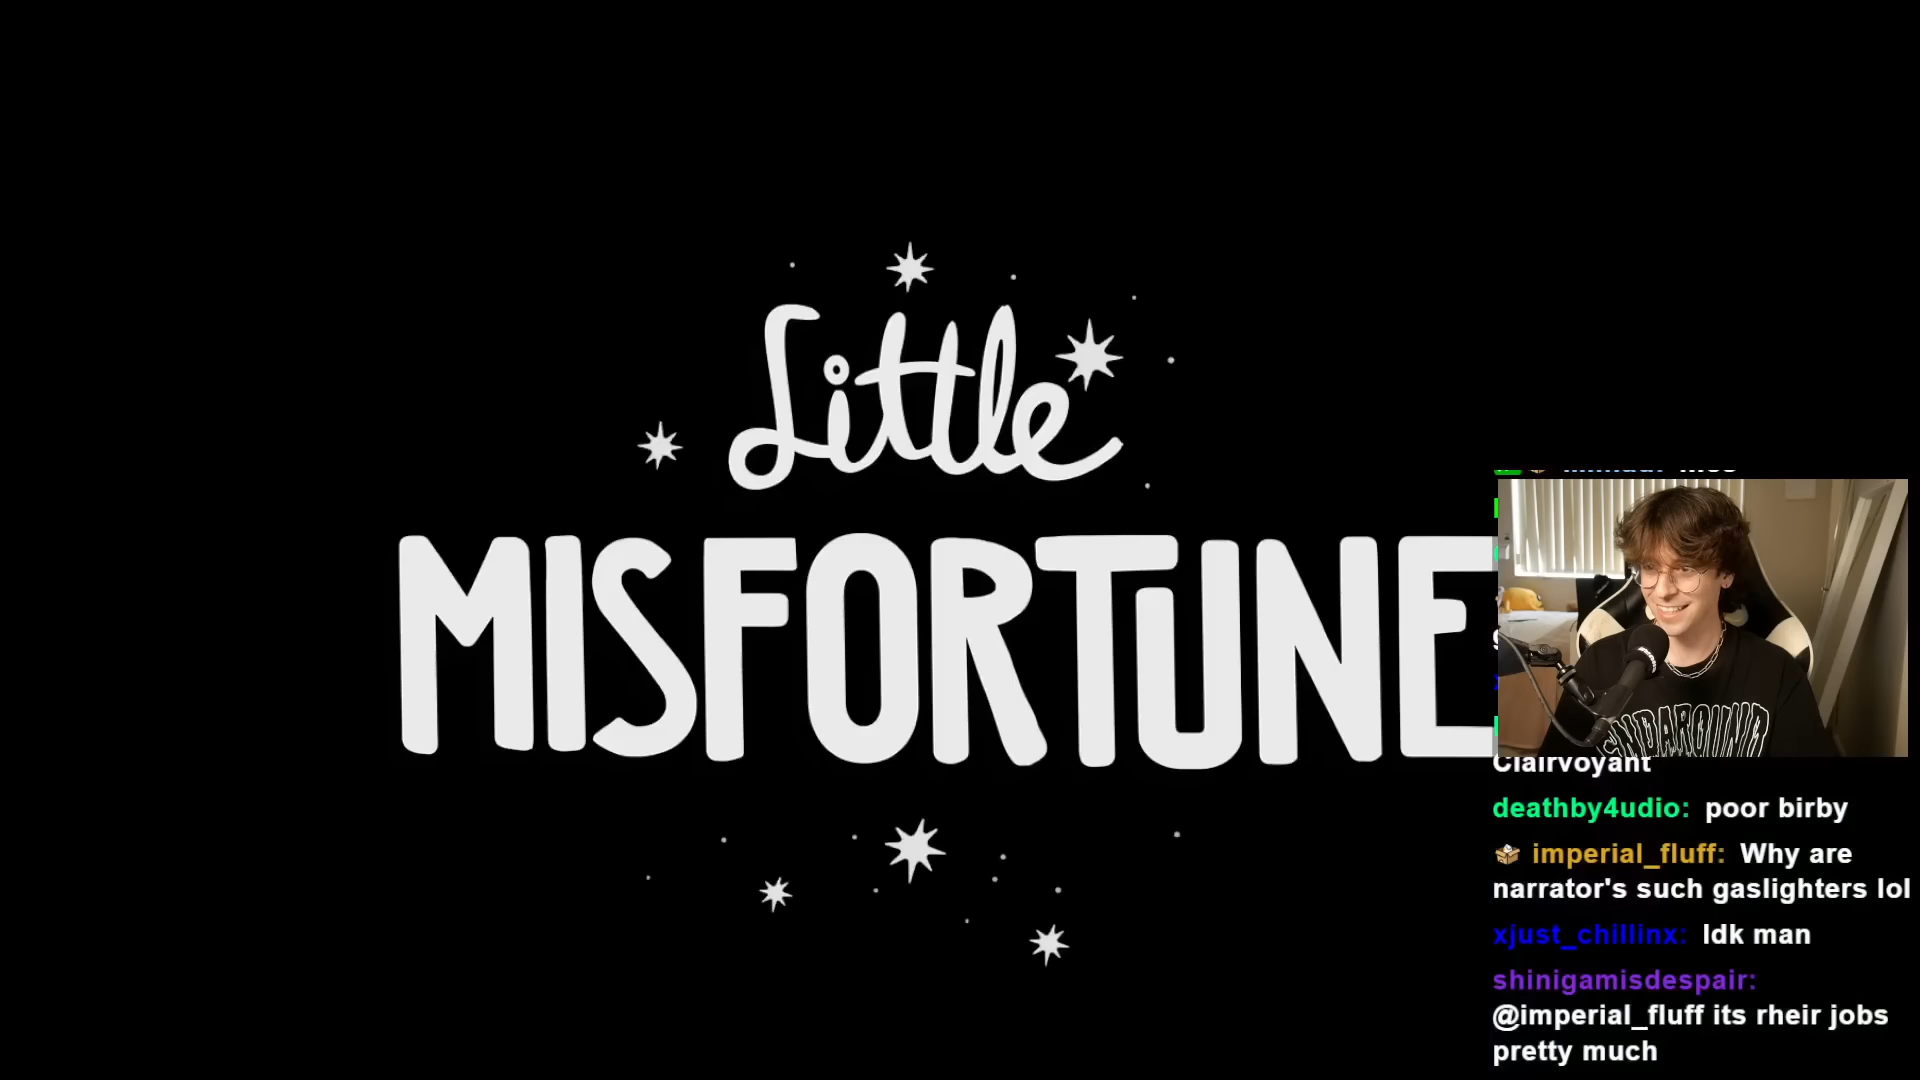 Little
MISFORTUNE
Clairvoyant
deathby4udio: poor birby
imperial_fluff: Why are
narrator's such gaslighters lol
xjust_chillinx: Idk man
shinigamisdespair:
@imperial_fluff its rheir jobs
pretty much